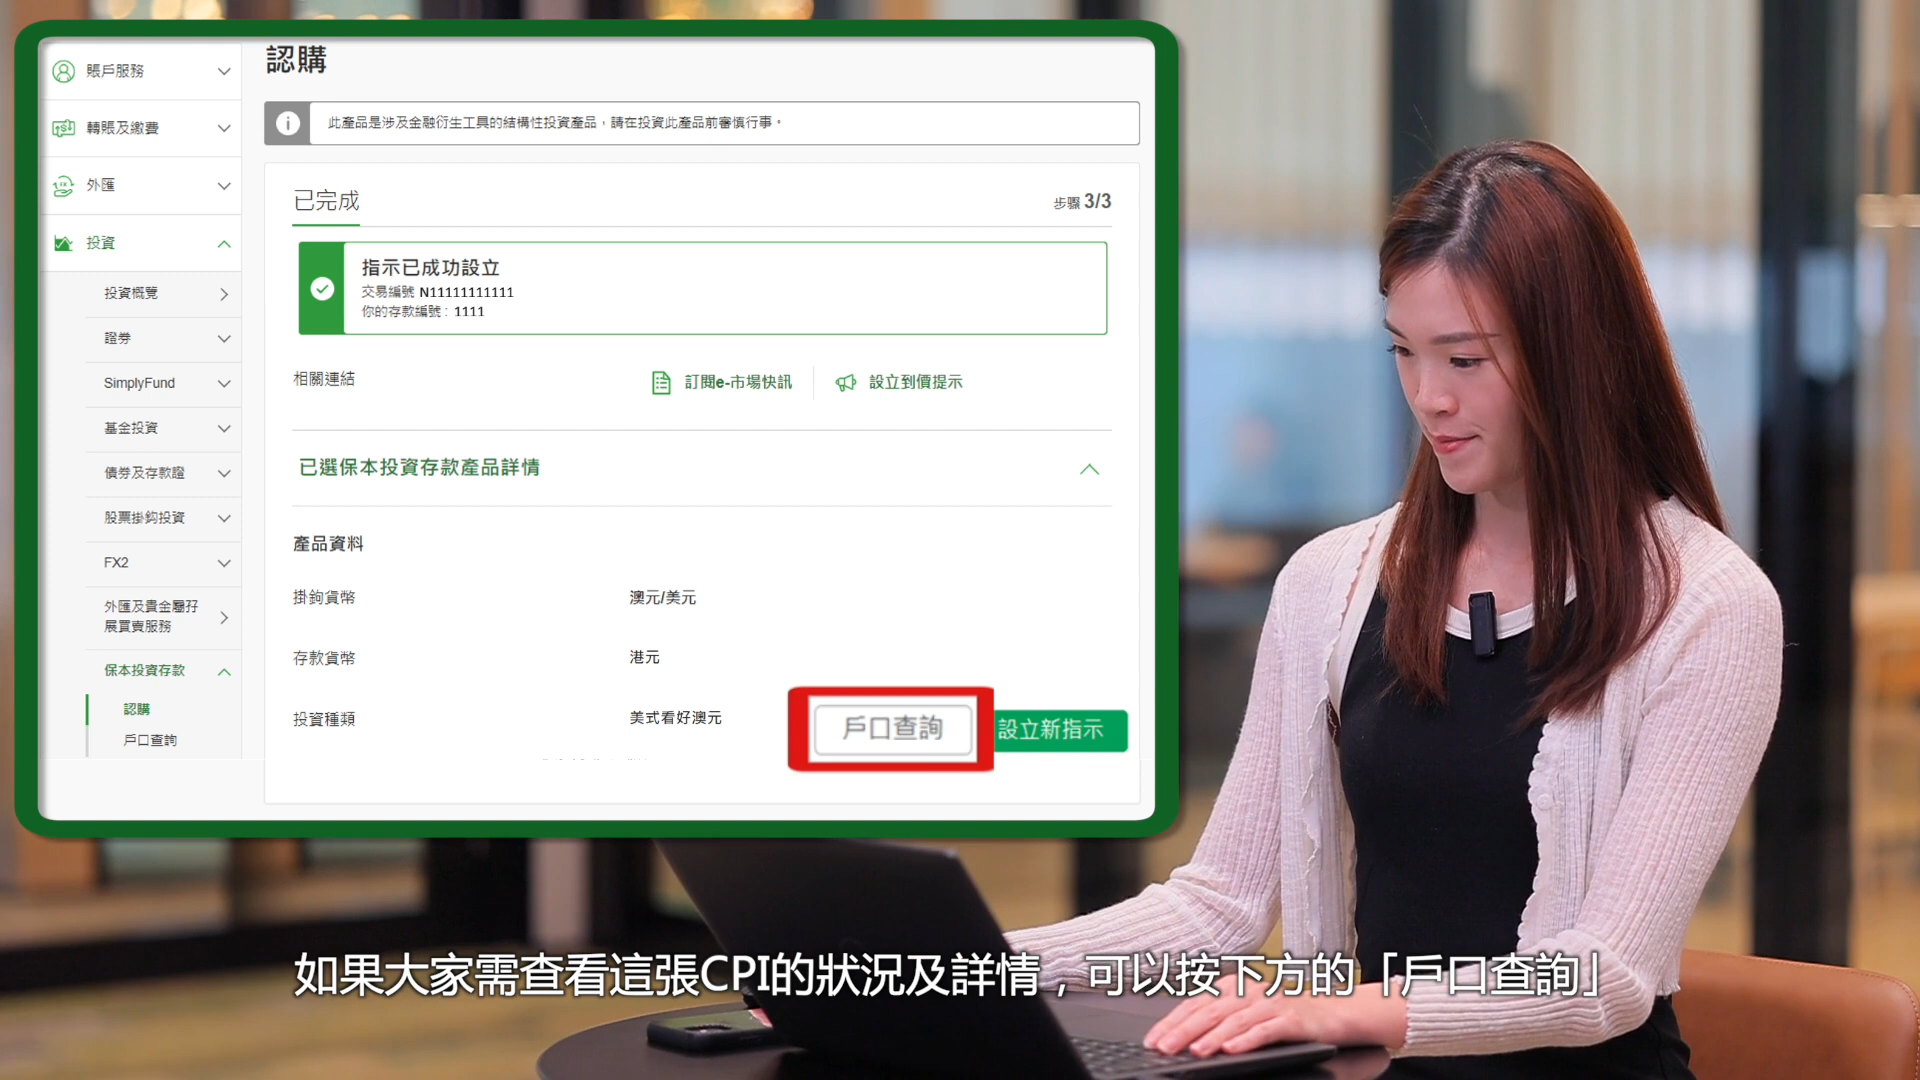 賬戶服務
轉賬及繳費
外匯
投資
投資概覽
證券
SimplyFund
基金投資
債券及存款證
股票掛鈎投資
FX2
外匯及貴金屬孖
展買賣服務
保本投資存款
認購
戶口查詢
認購
此產品是涉及金融衍生工具的結構性投資產品，請在投資此產品前審慎行事。
已完成
步驟 3/3
指示已成功設立
交易編號 N11111111111
你的存款編號 : 1111
相關連結
訂閱e-市場快訊
設立到價提示
已選保本投資存款產品詳情
產品資料
掛鈎貨幣
澳元/美元
存款貨幣
港元
投資種類
美式看好澳元
戶口查詢
設立新指示
如果大家需查看這張CPI的狀況及詳情，可以按下方的「戶口查詢」